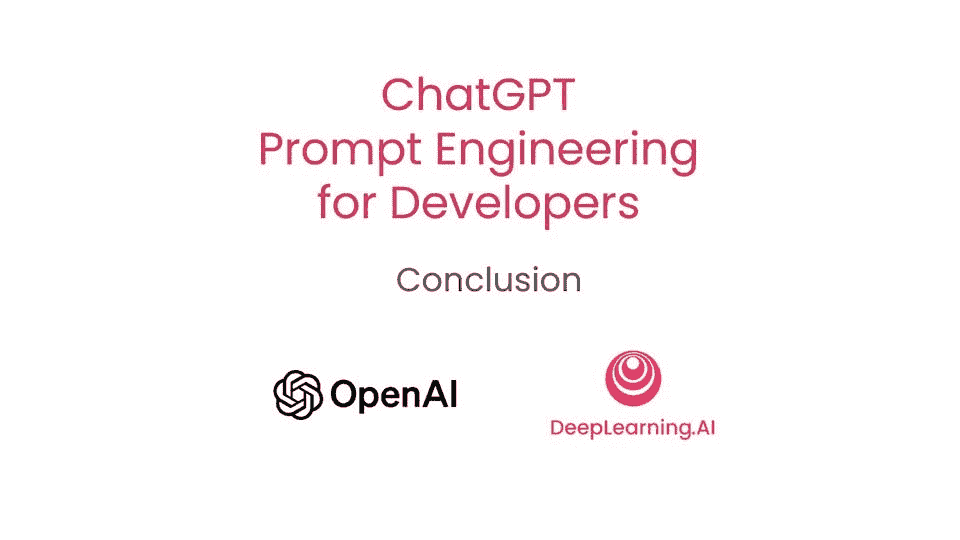 ChatGPT
Prompt Engineering
for Developers
Conclusion
OpenAI
DeepLearning.AI